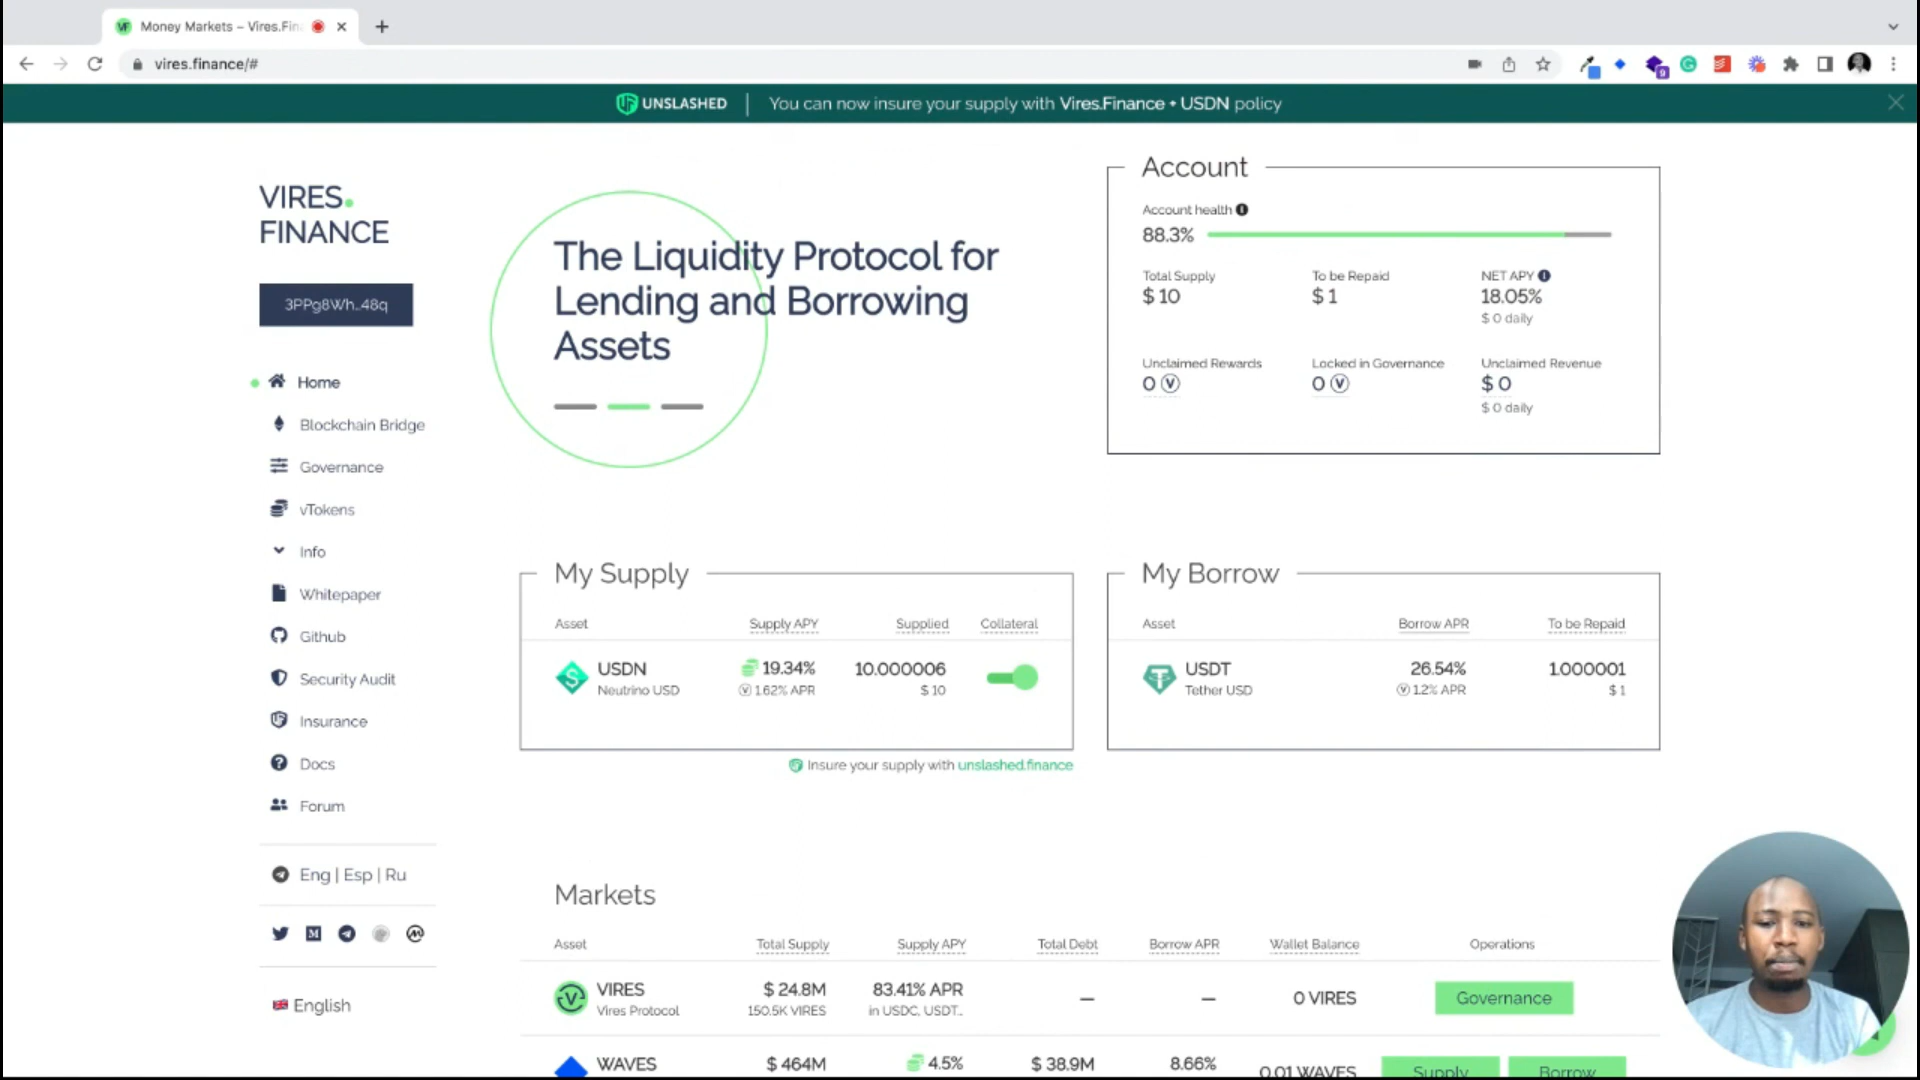 Money Markets – Vires.Fin
vires.finance/#
9
UNSLASHED | You can now insure your supply with Vires.Finance + USDN policy
VIRES.
FINANCE
3PPg8Wh...48q
Home
Blockchain Bridge
Governance
vTokens
Info
Whitepaper
Github
Security Audit
Insurance
Docs
Forum
Eng | Esp | Ru
English
The Liquidity Protocol for
Lending and Borrowing
Assets
Account
Account health
88.3%
Total Supply To be Repaid NET APY
$ 10 $ 1 18.05%
$ 0 daily
Unclaimed Rewards Locked in Governance Unclaimed Revenue
0 0 $ 0
$ 0 daily
My Supply
Asset Supply APY Supplied Collateral
USDN 19.34% 10.000006
Neutrino USD 1.62% APR $ 10
Insure your supply with unslashed.finance
My Borrow
Asset Borrow APR To be Repaid
USDT 26.54% 1.000001
Tether USD 1.2% APR $ 1
Markets
Asset Total Supply Supply APY Total Debt Borrow APR Wallet Balance Operations
VIRES $ 24.8M 83.41% APR — — 0 VIRES Governance
Vires Protocol 150.5K VIRES in USDC, USDT...
WAVES $ 464M 4.5% $ 38.9M 8.66% 0.01 WAVES Supply Borrow